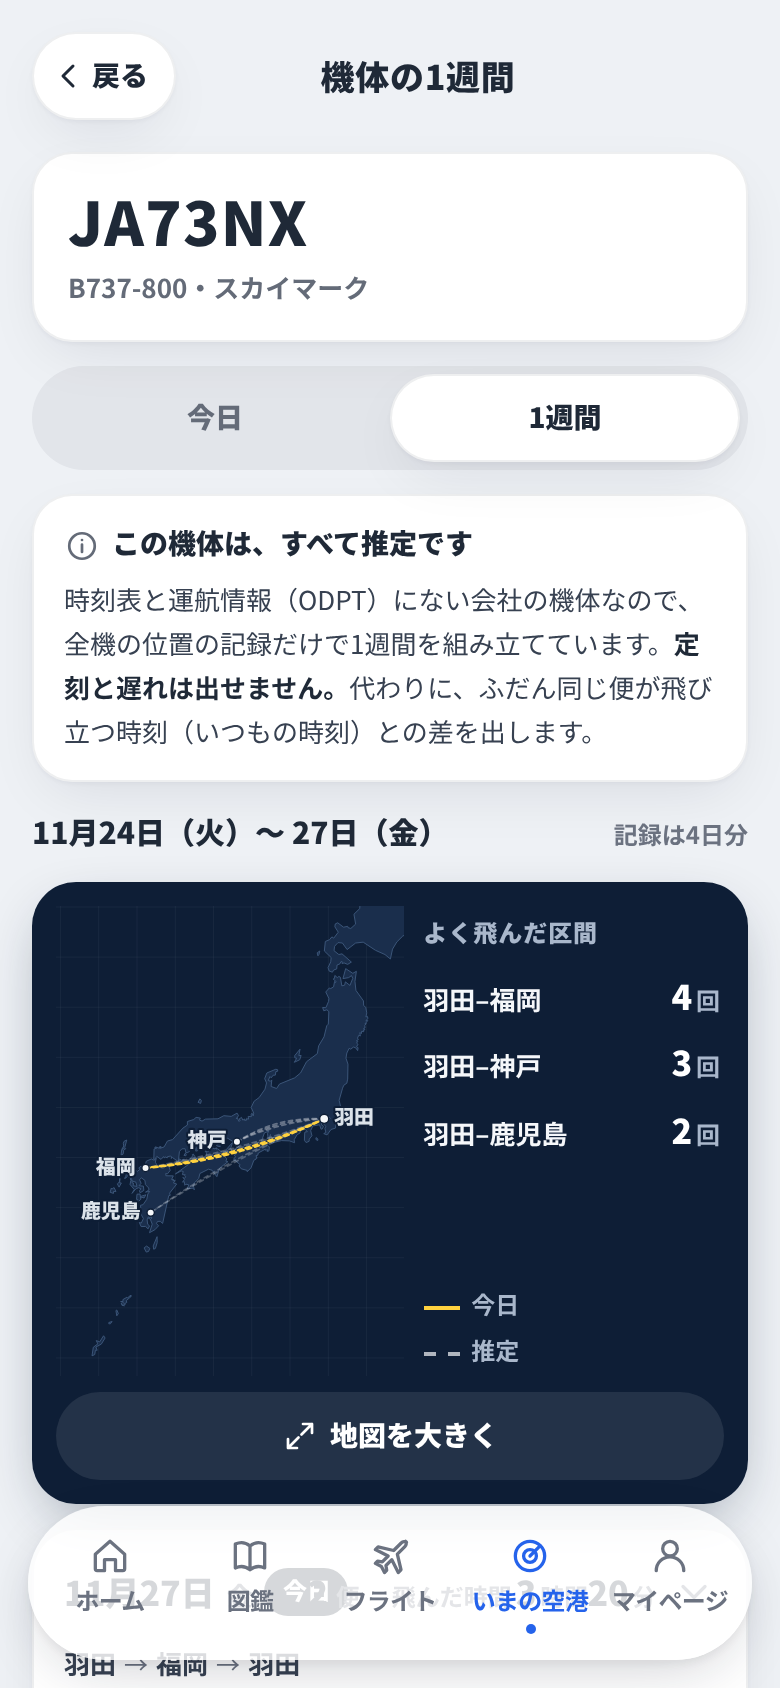 戻る
機体の1週間
JA73NX
B737-800・スカイマーク
今日
1週間
この機体は、すべて推定です
時刻表と運航情報（ODPT）にない会社の機体なので、
全機の位置の記録だけで1週間を組み立てています。定
刻と遅れは出せません。代わりに、ふだん同じ便が飛び
立つ時刻（いつもの時刻）との差を出します。
11月24日（火）〜 27日（金）
記録は4日分
よく飛んだ区間
羽田–福岡 4回
羽田–神戸 3回
羽田–鹿児島 2回
羽田
神戸
福岡
鹿児島
今日
推定
地図を大きく
11月27日 今日 便 飛んだ時間 3 20分
ホーム 図鑑 フライト いまの空港 マイページ
羽田 → 福岡 → 羽田